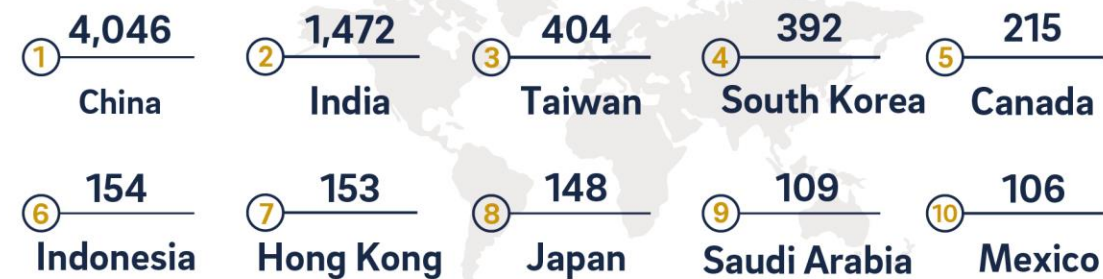 4,046 1,472 404 392 215
1 2 3 4 5
China India Taiwan South Korea Canada
154 153 148 109 106
6 7 8 9 10
Indonesia Hong Kong Japan Saudi Arabia Mexico